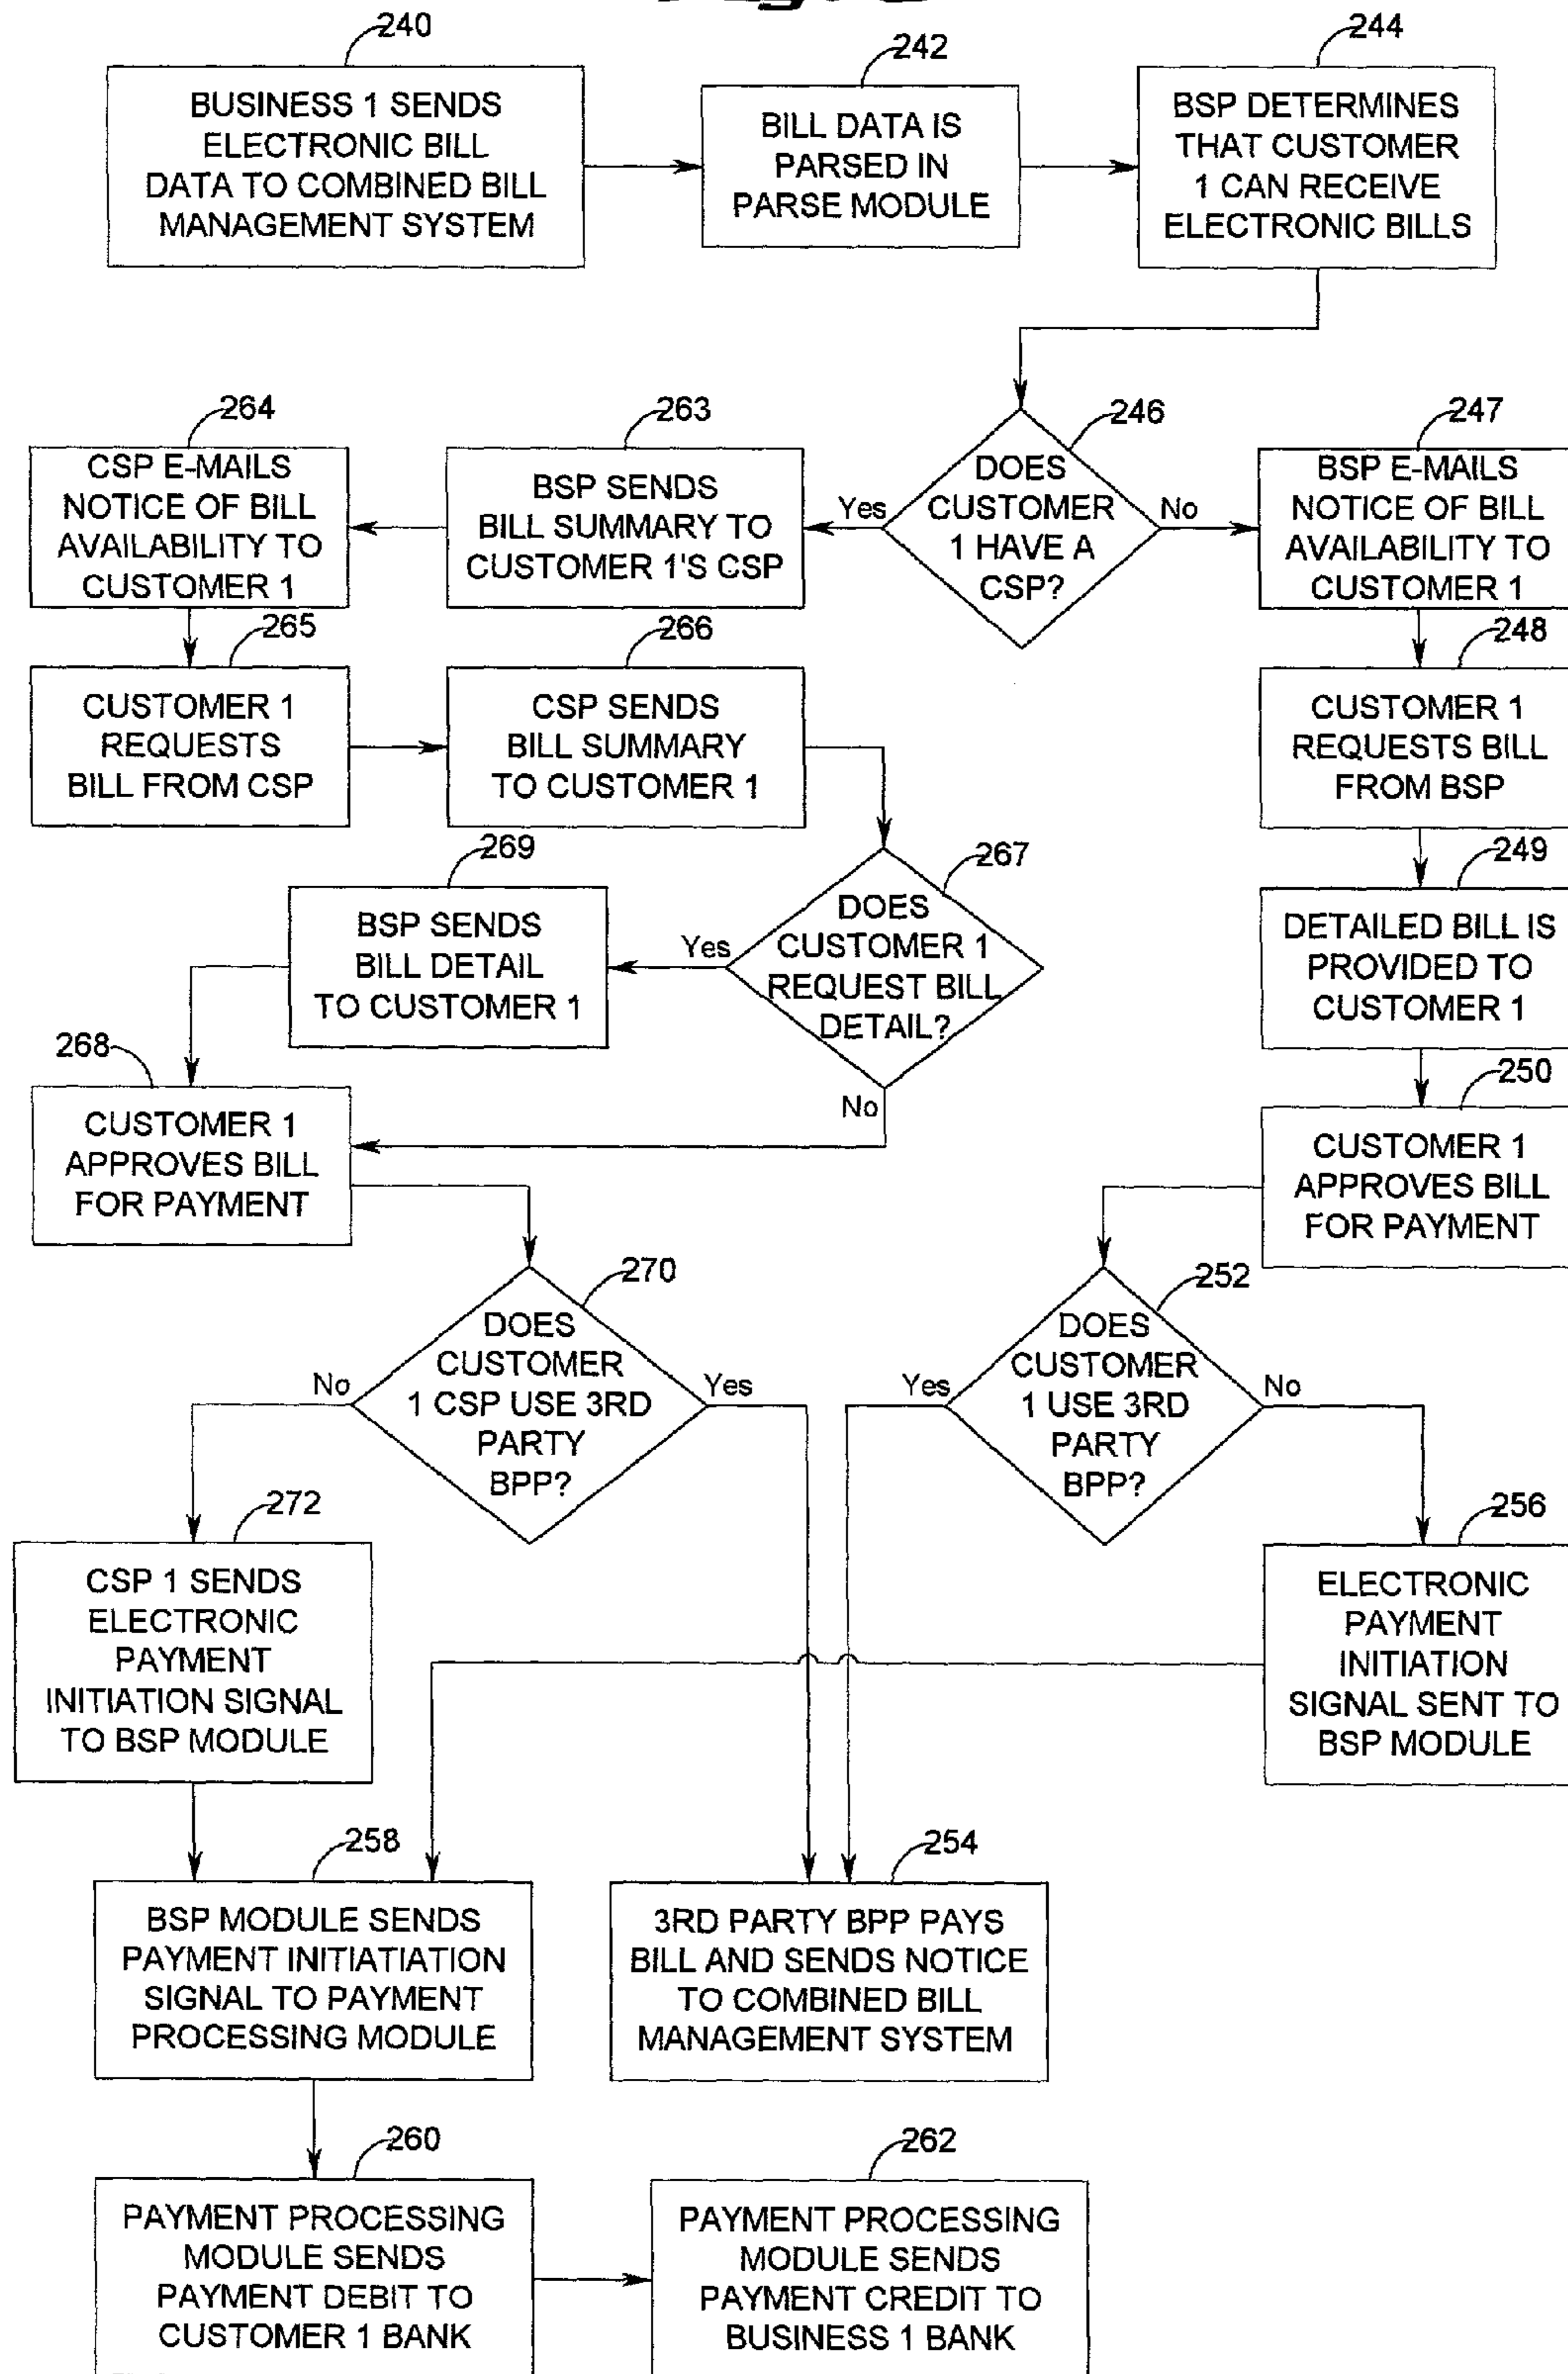 240
BUSINESS 1 SENDS
ELECTRONIC BILL
DATA TO COMBINED BILL
MANAGEMENT SYSTEM
242
BILL DATA IS
PARSED IN
PARSE MODULE
244
BSP DETERMINES
THAT CUSTOMER
1 CAN RECEIVE
ELECTRONIC BILLS
264
CSP E-MAILS
NOTICE OF BILL
AVAILABILITY TO
CUSTOMER 1
263
BSP SENDS
BILL SUMMARY TO
CUSTOMER 1'S CSP
Yes
246
DOES
CUSTOMER
1 HAVE A
CSP?
No
247
BSP E-MAILS
NOTICE OF BILL
AVAILABILITY TO
CUSTOMER 1
265
CUSTOMER 1
REQUESTS
BILL FROM CSP
266
CSP SENDS
BILL SUMMARY
TO CUSTOMER 1
248
CUSTOMER 1
REQUESTS BILL
FROM BSP
269
BSP SENDS
BILL DETAIL
TO CUSTOMER 1
Yes
267
DOES
CUSTOMER 1
REQUEST BILL
DETAIL?
No
249
DETAILED BILL IS
PROVIDED TO
CUSTOMER 1
268
CUSTOMER 1
APPROVES BILL
FOR PAYMENT
250
CUSTOMER 1
APPROVES BILL
FOR PAYMENT
270
No
DOES
CUSTOMER
1 CSP USE 3RD
PARTY
BPP?
Yes
252
Yes
DOES
CUSTOMER
1 USE 3RD
PARTY
BPP?
No
272
CSP 1 SENDS
ELECTRONIC
PAYMENT
INITIATION SIGNAL
TO BSP MODULE
256
ELECTRONIC
PAYMENT
INITIATION
SIGNAL SENT TO
BSP MODULE
258
BSP MODULE SENDS
PAYMENT INITIATIATION
SIGNAL TO PAYMENT
PROCESSING MODULE
254
3RD PARTY BPP PAYS
BILL AND SENDS NOTICE
TO COMBINED BILL
MANAGEMENT SYSTEM
260
PAYMENT PROCESSING
MODULE SENDS
PAYMENT DEBIT TO
CUSTOMER 1 BANK
262
PAYMENT PROCESSING
MODULE SENDS
PAYMENT CREDIT TO
BUSINESS 1 BANK